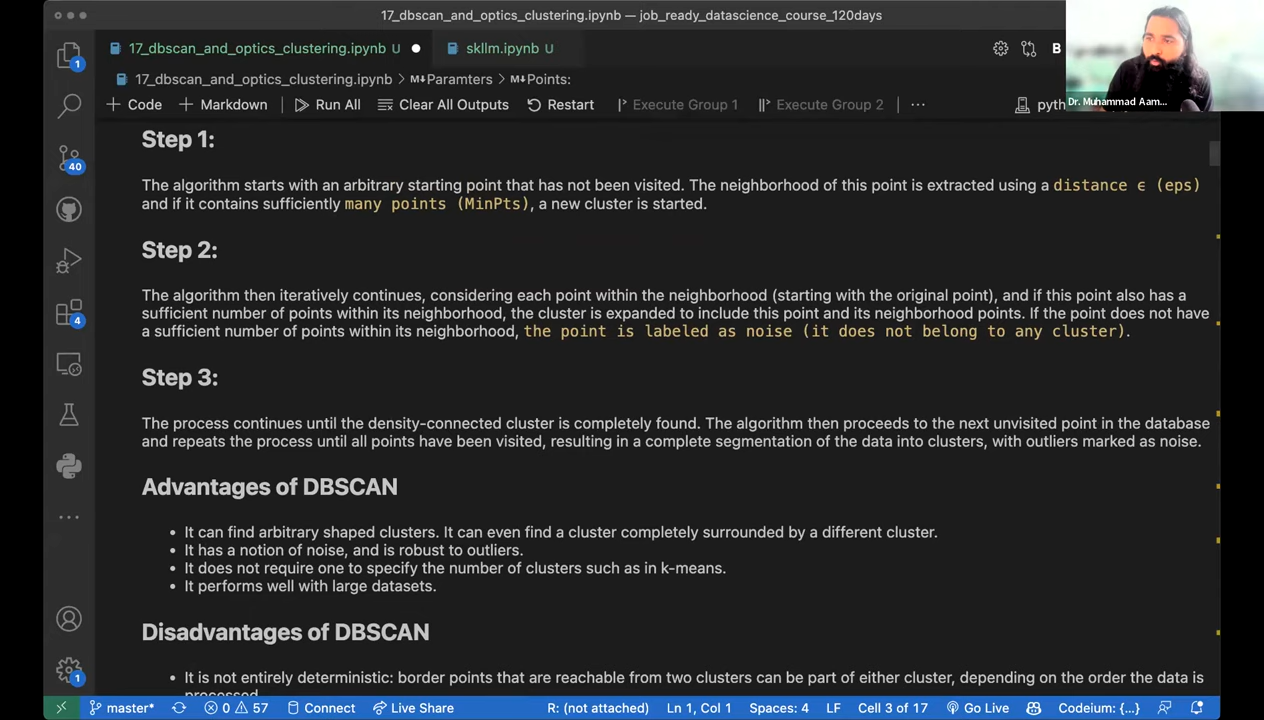 17_dbscan_and_optics_clustering.ipynb — job_ready_datascience_course_120days
17_dbscan_and_optics_clustering.ipynb U
skllm.ipynb U
B
17_dbscan_and_optics_clustering.ipynb > M↓Paramters > M↓Points:
+ Code + Markdown Run All Clear All Outputs Restart Execute Group 1 Execute Group 2 ...
Dr. Muhammad Aam...
1
40
4
1
Step 1:
The algorithm starts with an arbitrary starting point that has not been visited. The neighborhood of this point is extracted using a distance ϵ (eps)
and if it contains sufficiently many points (MinPts), a new cluster is started.
Step 2:
The algorithm then iteratively continues, considering each point within the neighborhood (starting with the original point), and if this point also has a
sufficient number of points within its neighborhood, the cluster is expanded to include this point and its neighborhood points. If the point does not have
a sufficient number of points within its neighborhood, the point is labeled as noise (it does not belong to any cluster).
Step 3:
The process continues until the density-connected cluster is completely found. The algorithm then proceeds to the next unvisited point in the database
and repeats the process until all points have been visited, resulting in a complete segmentation of the data into clusters, with outliers marked as noise.
Advantages of DBSCAN
• It can find arbitrary shaped clusters. It can even find a cluster completely surrounded by a different cluster.
• It has a notion of noise, and is robust to outliers.
• It does not require one to specify the number of clusters such as in k-means.
• It performs well with large datasets.
Disadvantages of DBSCAN
• It is not entirely deterministic: border points that are reachable from two clusters can be part of either cluster, depending on the order the data is
processed.
master* 0 57 Connect Live Share R: (not attached) Ln 1, Col 1 Spaces: 4 LF Cell 3 of 17 Go Live Codeium: {...}